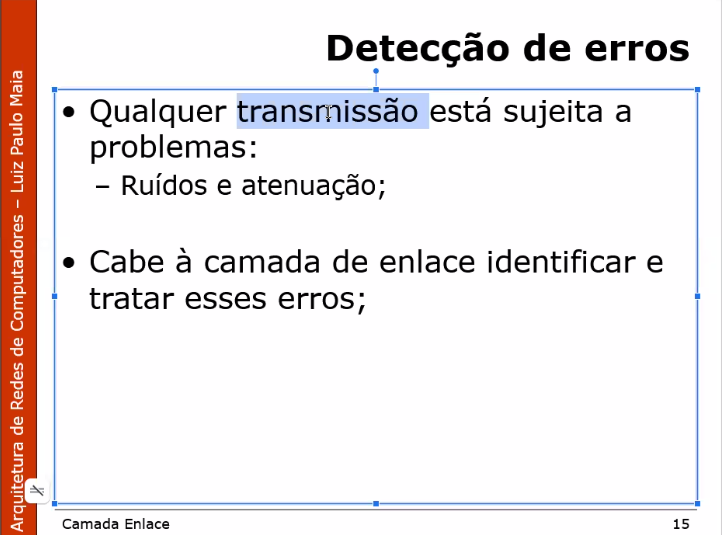 Detecção de erros
• Qualquer transmissão está sujeita a
problemas:
– Ruídos e atenuação;
• Cabe à camada de enlace identificar e
tratar esses erros;
Arquitetura de Redes de Computadores – Luiz Paulo Maia
Camada Enlace
15